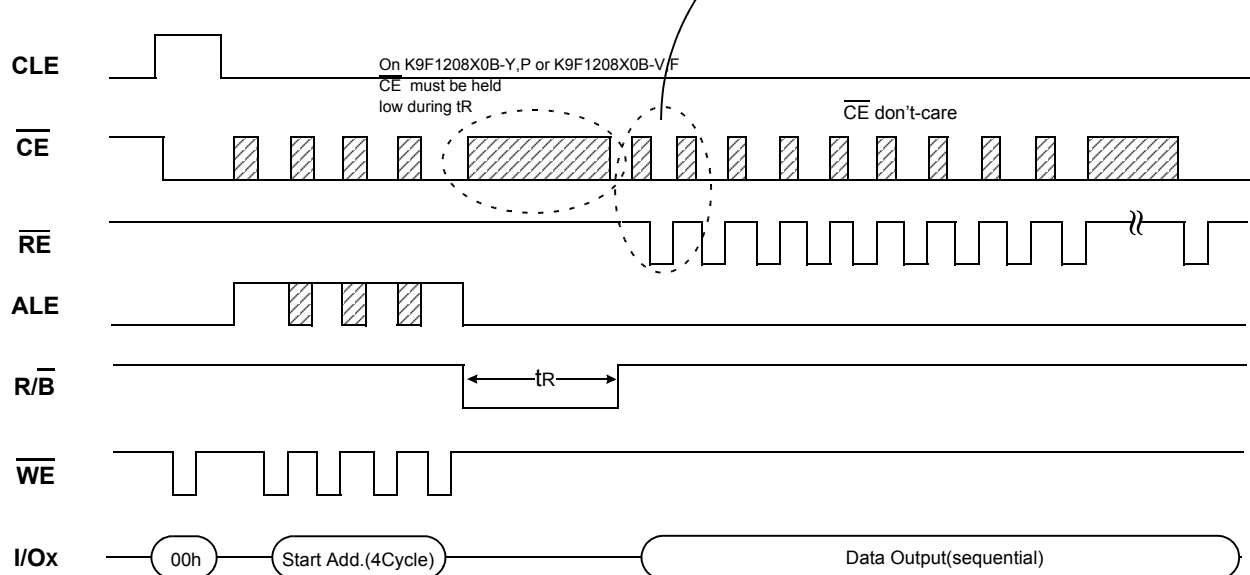 CLE
On K9F1208X0B-Y,P or K9F1208X0B-V,F
CE must be held
low during tR
CE don't-care
CE
RE
ALE
R/B
tR
WE
I/Ox
00h
Start Add.(4Cycle)
Data Output(sequential)